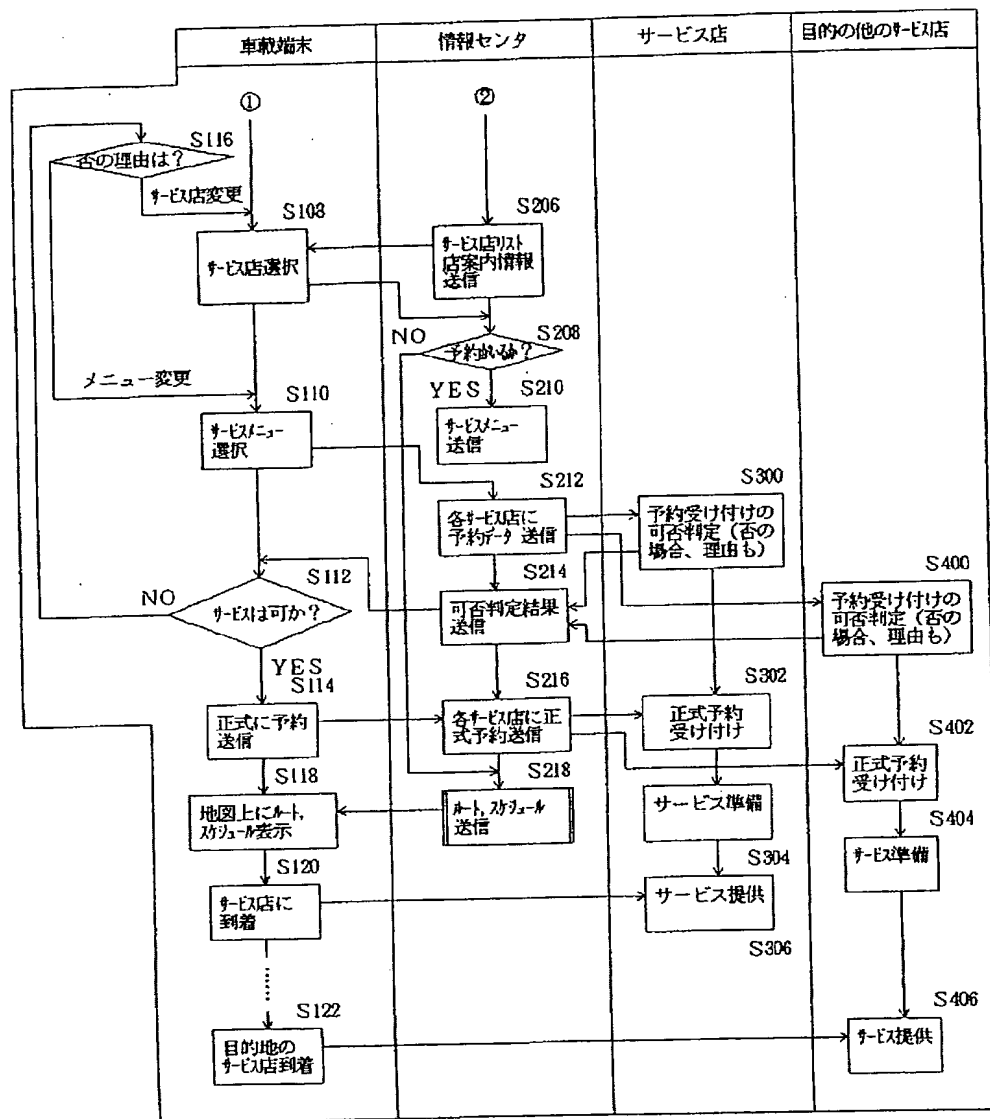 車載端末
情報センタ
サービス店
目的の他のサービス店
①
②
S116
否の理由は？
サービス店変更
S108
サービス店選択
S206
サービス店リスト
店案内情報
送信
NO
S208
予約がいるか？
メニュー変更
YES
S210
サービスメニュー
送信
S110
サービスメニュー
選択
S212
各サービス店に
予約データ 送信
S300
予約受け付けの
可否判定（否の
場合、理由も）
S112
NO
サービスは可か？
S214
可否判定結果
送信
S400
予約受け付けの
可否判定（否の
場合、理由も）
YES
S114
正式に予約
送信
S216
各サービス店に正
式予約送信
S302
正式予約
受け付け
S402
正式予約
受け付け
S118
地図上にルート,
スケジュール表示
S218
ルート,スケジュール
送信
サービス準備
S404
サービス準備
S120
サービス店に
到着
S304
サービス提供
S306
S122
目的地の
サービス店到着
S406
サービス提供